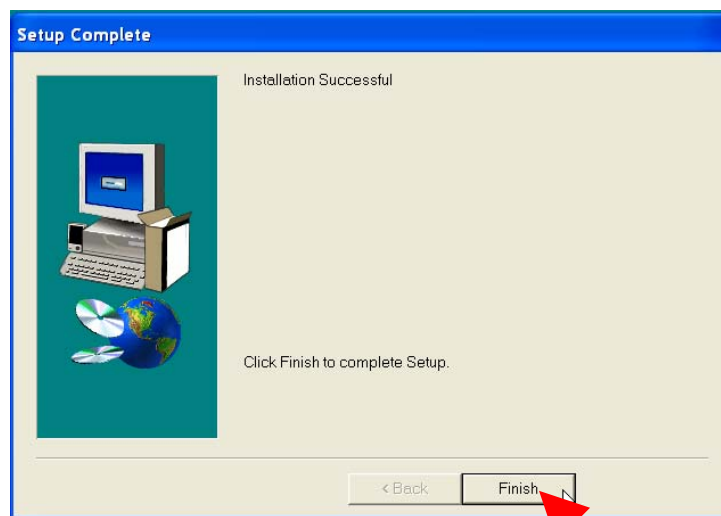 Setup Complete
Installation Successful
Click Finish to complete Setup.
< Back
Finish